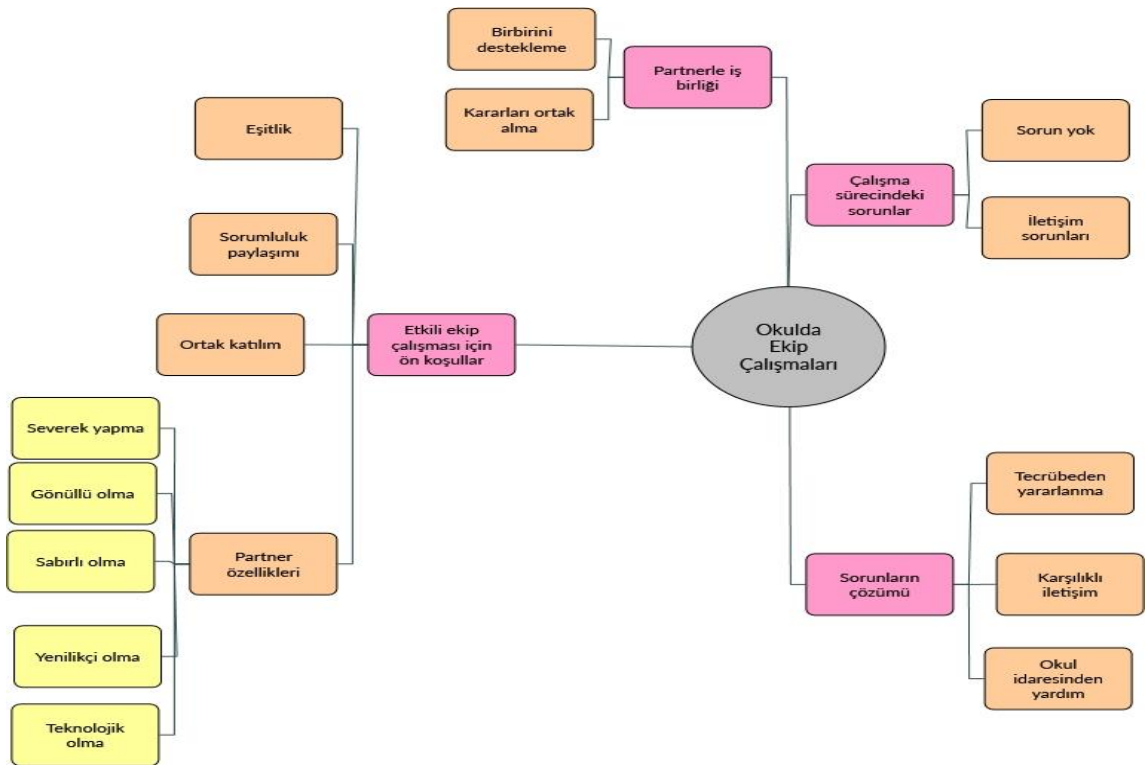 Birbirini
destekleme
Kararları ortak
alma
Partnerle iş
birliği
Sorun yok
İletişim
sorunları
Çalışma
sürecindeki
sorunlar
Eşitlik
Sorumluluk
paylaşımı
Ortak katılım
Etkili ekip
çalışması için
ön koşullar
Okulda
Ekip
Çalışmaları
Severek yapma
Gönüllü olma
Sabırlı olma
Yenilikçi olma
Teknolojik
olma
Partner
özellikleri
Sorunların
çözümü
Tecrübeden
yararlanma
Karşılıklı
iletişim
Okul
idaresinden
yardım